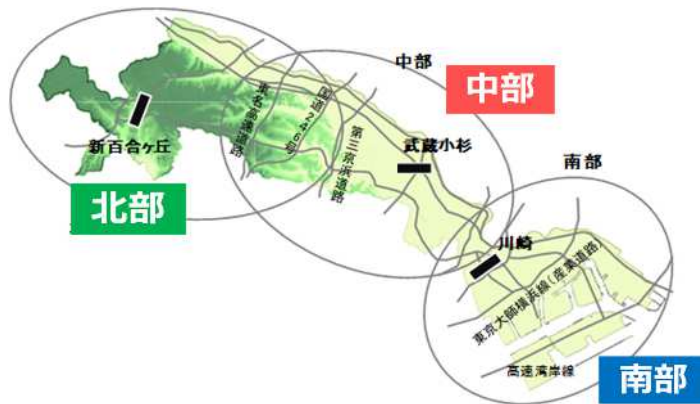 中部
中部
東名高速道路
国道246号
第三京浜道路
武蔵小杉
新百合ヶ丘
北部
南部
川崎
東京大師横浜線(産業道路)
高速湾岸線
南部